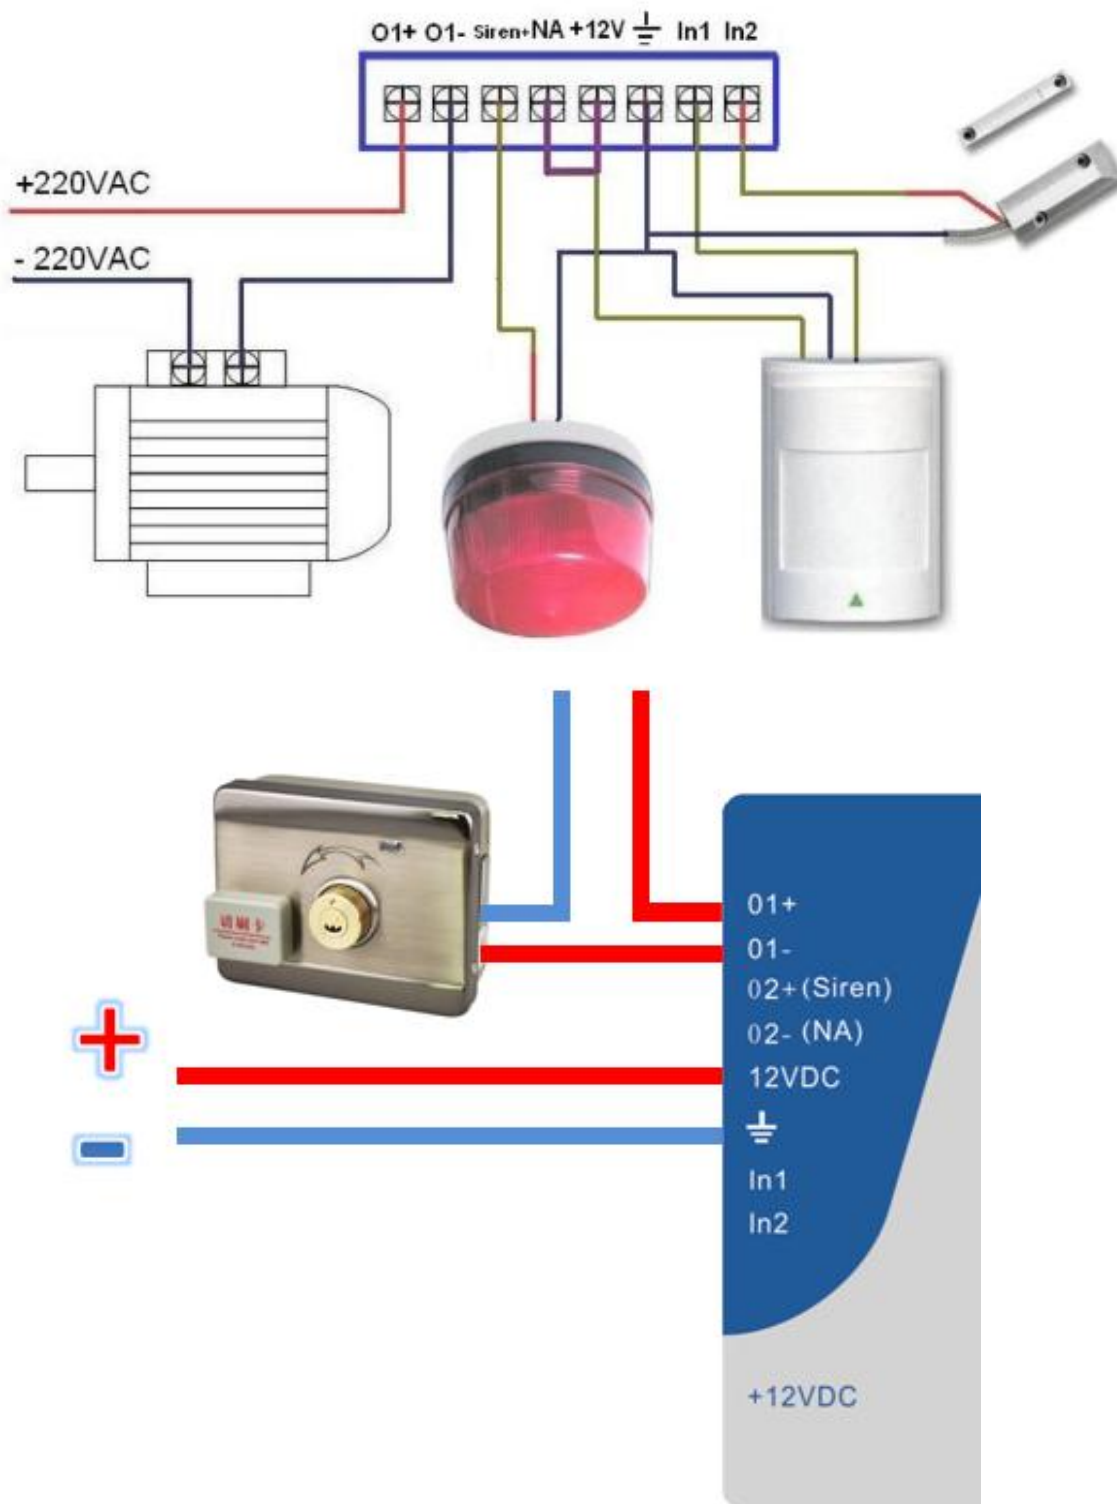 O1+ O1- Siren+ NA +12V In1 In2
+220VAC
- 220VAC
01+
01-
02+(Siren)
02- (NA)
12VDC
In1
In2
+12VDC